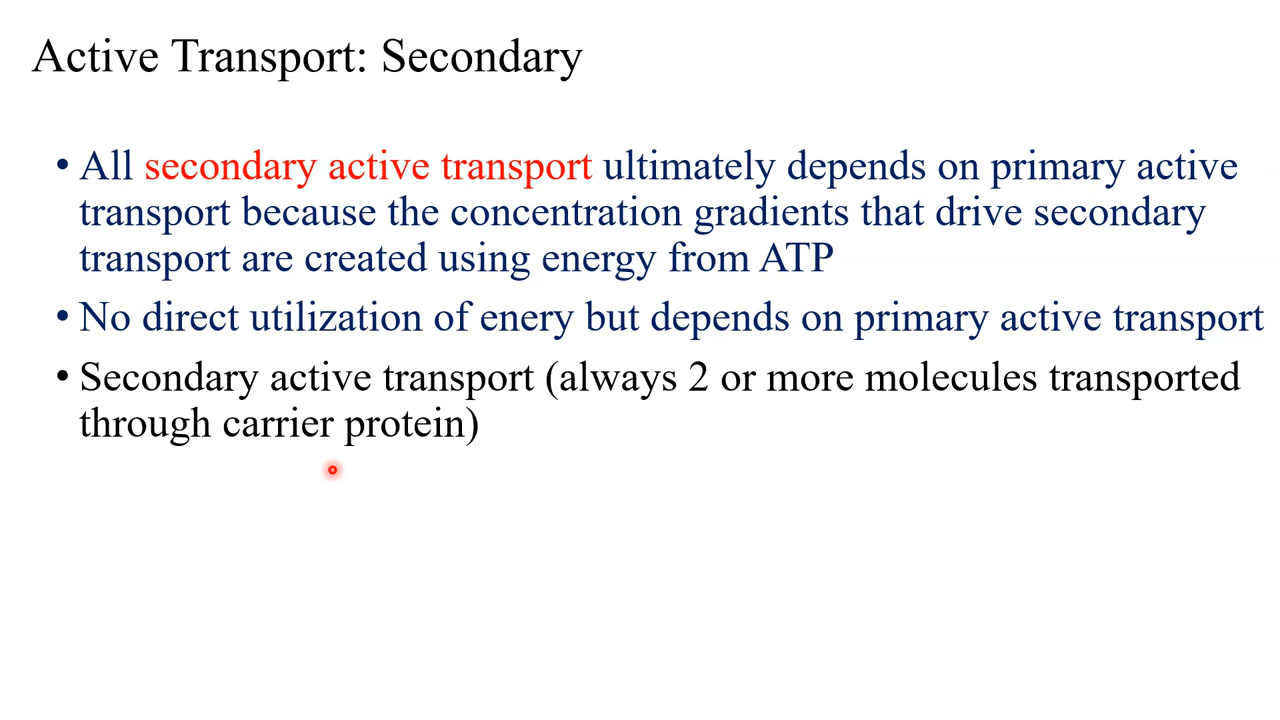 Active Transport: Secondary
• All secondary active transport ultimately depends on primary active
transport because the concentration gradients that drive secondary
transport are created using energy from ATP
• No direct utilization of enery but depends on primary active transport
• Secondary active transport (always 2 or more molecules transported
through carrier protein)